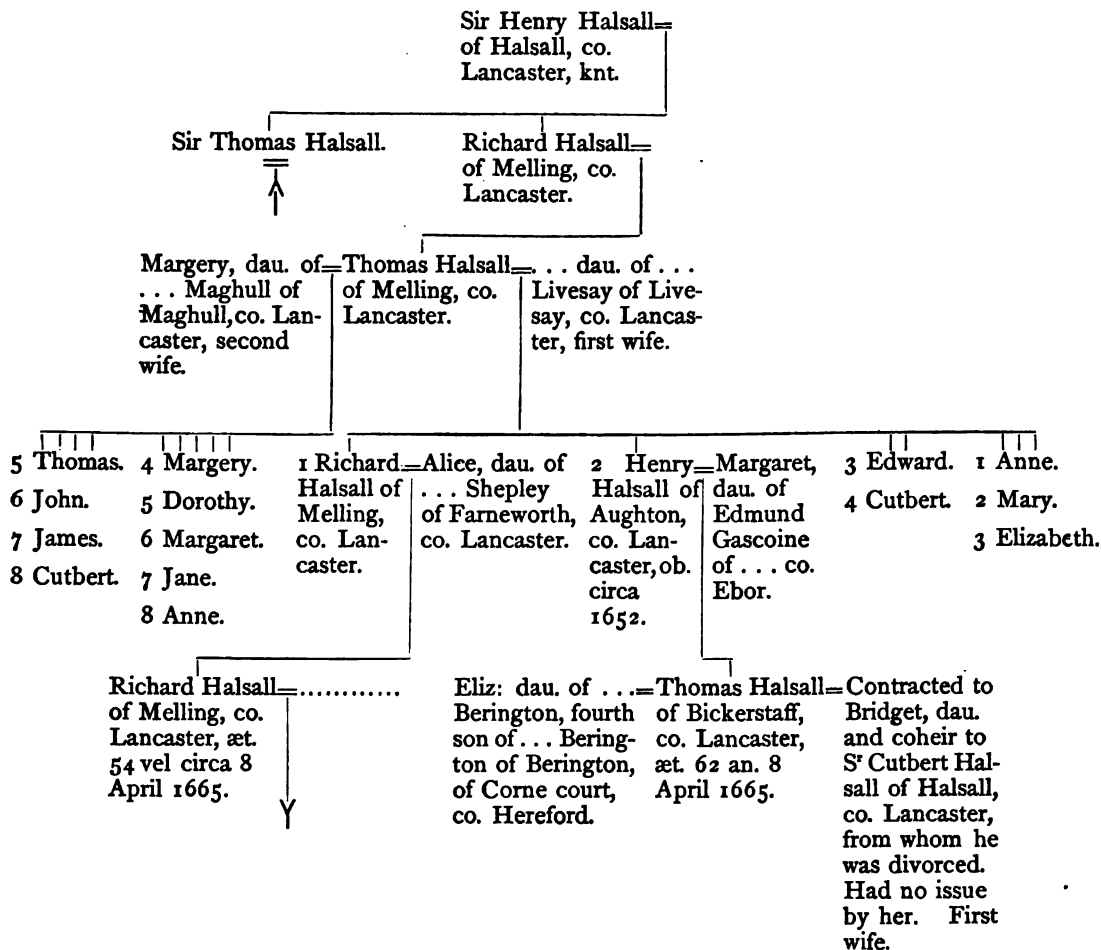 Sir Henry Halsall=
of Halsall, co.
Lancaster, knt.
Sir Thomas Halsall.
Richard Halsall=
of Melling, co.
Lancaster.
Margery, dau. of=
... Maghull of
Maghull, co. Lan-
caster, second
wife.
Thomas Halsall=
of Melling, co.
Lancaster.
... dau. of ...
Livesay of Live-
say, co. Lancas-
ter, first wife.
5 Thomas.
6 John.
7 James.
8 Cutbert.
4 Margery.
5 Dorothy.
6 Margaret.
7 Jane.
8 Anne.
1 Richard=
Halsall of
Melling,
co. Lan-
caster.
Alice, dau. of
... Shepley
of Farneworth,
co. Lancaster.
2 Henry=
Halsall of
Aughton,
co. Lan-
caster, ob.
circa
1652.
Margaret,
dau. of
Edmund
Gascoine
of ... co.
Ebor.
3 Edward.
4 Cutbert.
1 Anne.
2 Mary.
3 Elizabeth.
Richard Halsall=............
of Melling, co.
Lancaster, æt.
54 vel circa 8
April 1665.
Eliz: dau. of ...=
Berington, fourth
son of ... Bering-
ton of Berington,
of Corne court,
co. Hereford.
Thomas Halsall=
of Bickerstaff,
co. Lancaster,
æt. 62 an. 8
April 1665.
Contracted to
Bridget, dau.
and coheir to
Sr Cutbert Hal-
sall of Halsall,
co. Lancaster,
from whom he
was divorced.
Had no issue
by her. First
wife.